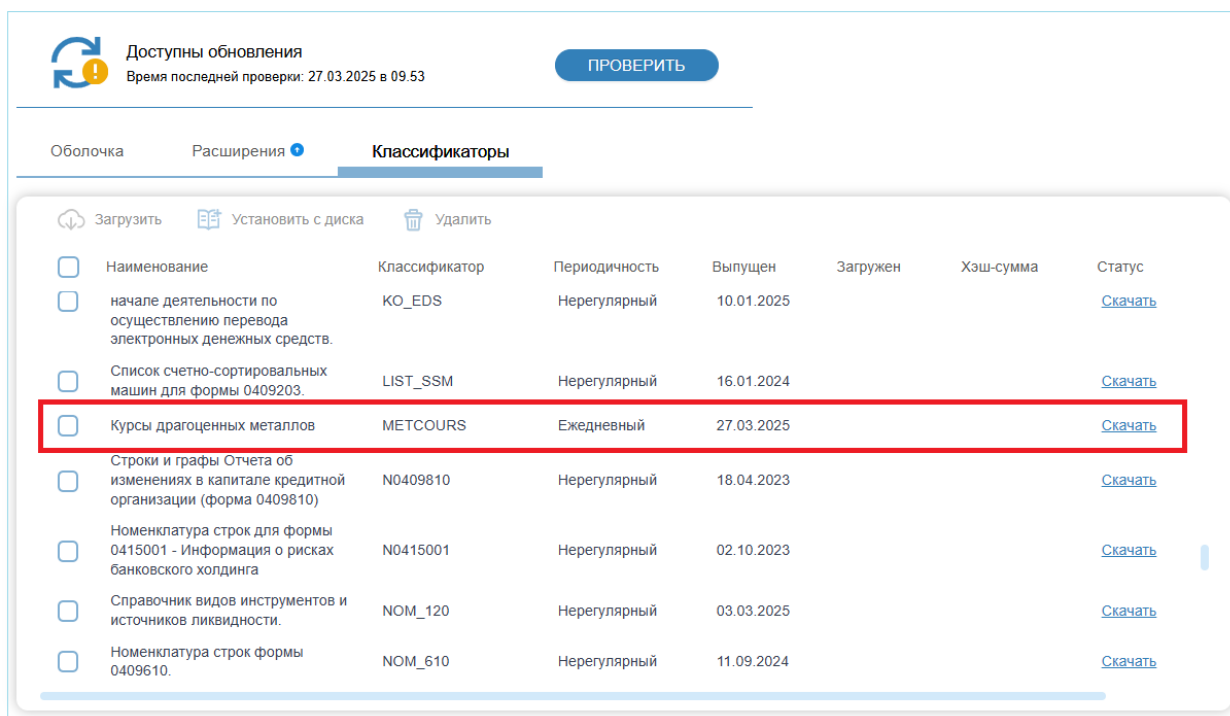 Доступны обновления
Время последней проверки: 27.03.2025 в 09.53
ПРОВЕРИТЬ
Оболочка Расширения Классификаторы
Загрузить Установить с диска Удалить
Наименование Классификатор Периодичность Выпущен Загружен Хэш-сумма Статус
начале деятельности по KO_EDS Нерегулярный 10.01.2025 Скачать
осуществлению перевода
электронных денежных средств.
Список счетно-сортировальных
машин для формы 0409203. LIST_SSM Нерегулярный 16.01.2024 Скачать
Курсы драгоценных металлов METCOURS Ежедневный 27.03.2025 Скачать
Строки и графы Отчета об
изменениях в капитале кредитной N0409810 Нерегулярный 18.04.2023 Скачать
организации (форма 0409810)
Номенклатура строк для формы
0415001 - Информация о рисках N0415001 Нерегулярный 02.10.2023 Скачать
банковского холдинга
Справочник видов инструментов и
источников ликвидности. NOM_120 Нерегулярный 03.03.2025 Скачать
Номенклатура строк формы
0409610. NOM_610 Нерегулярный 11.09.2024 Скачать